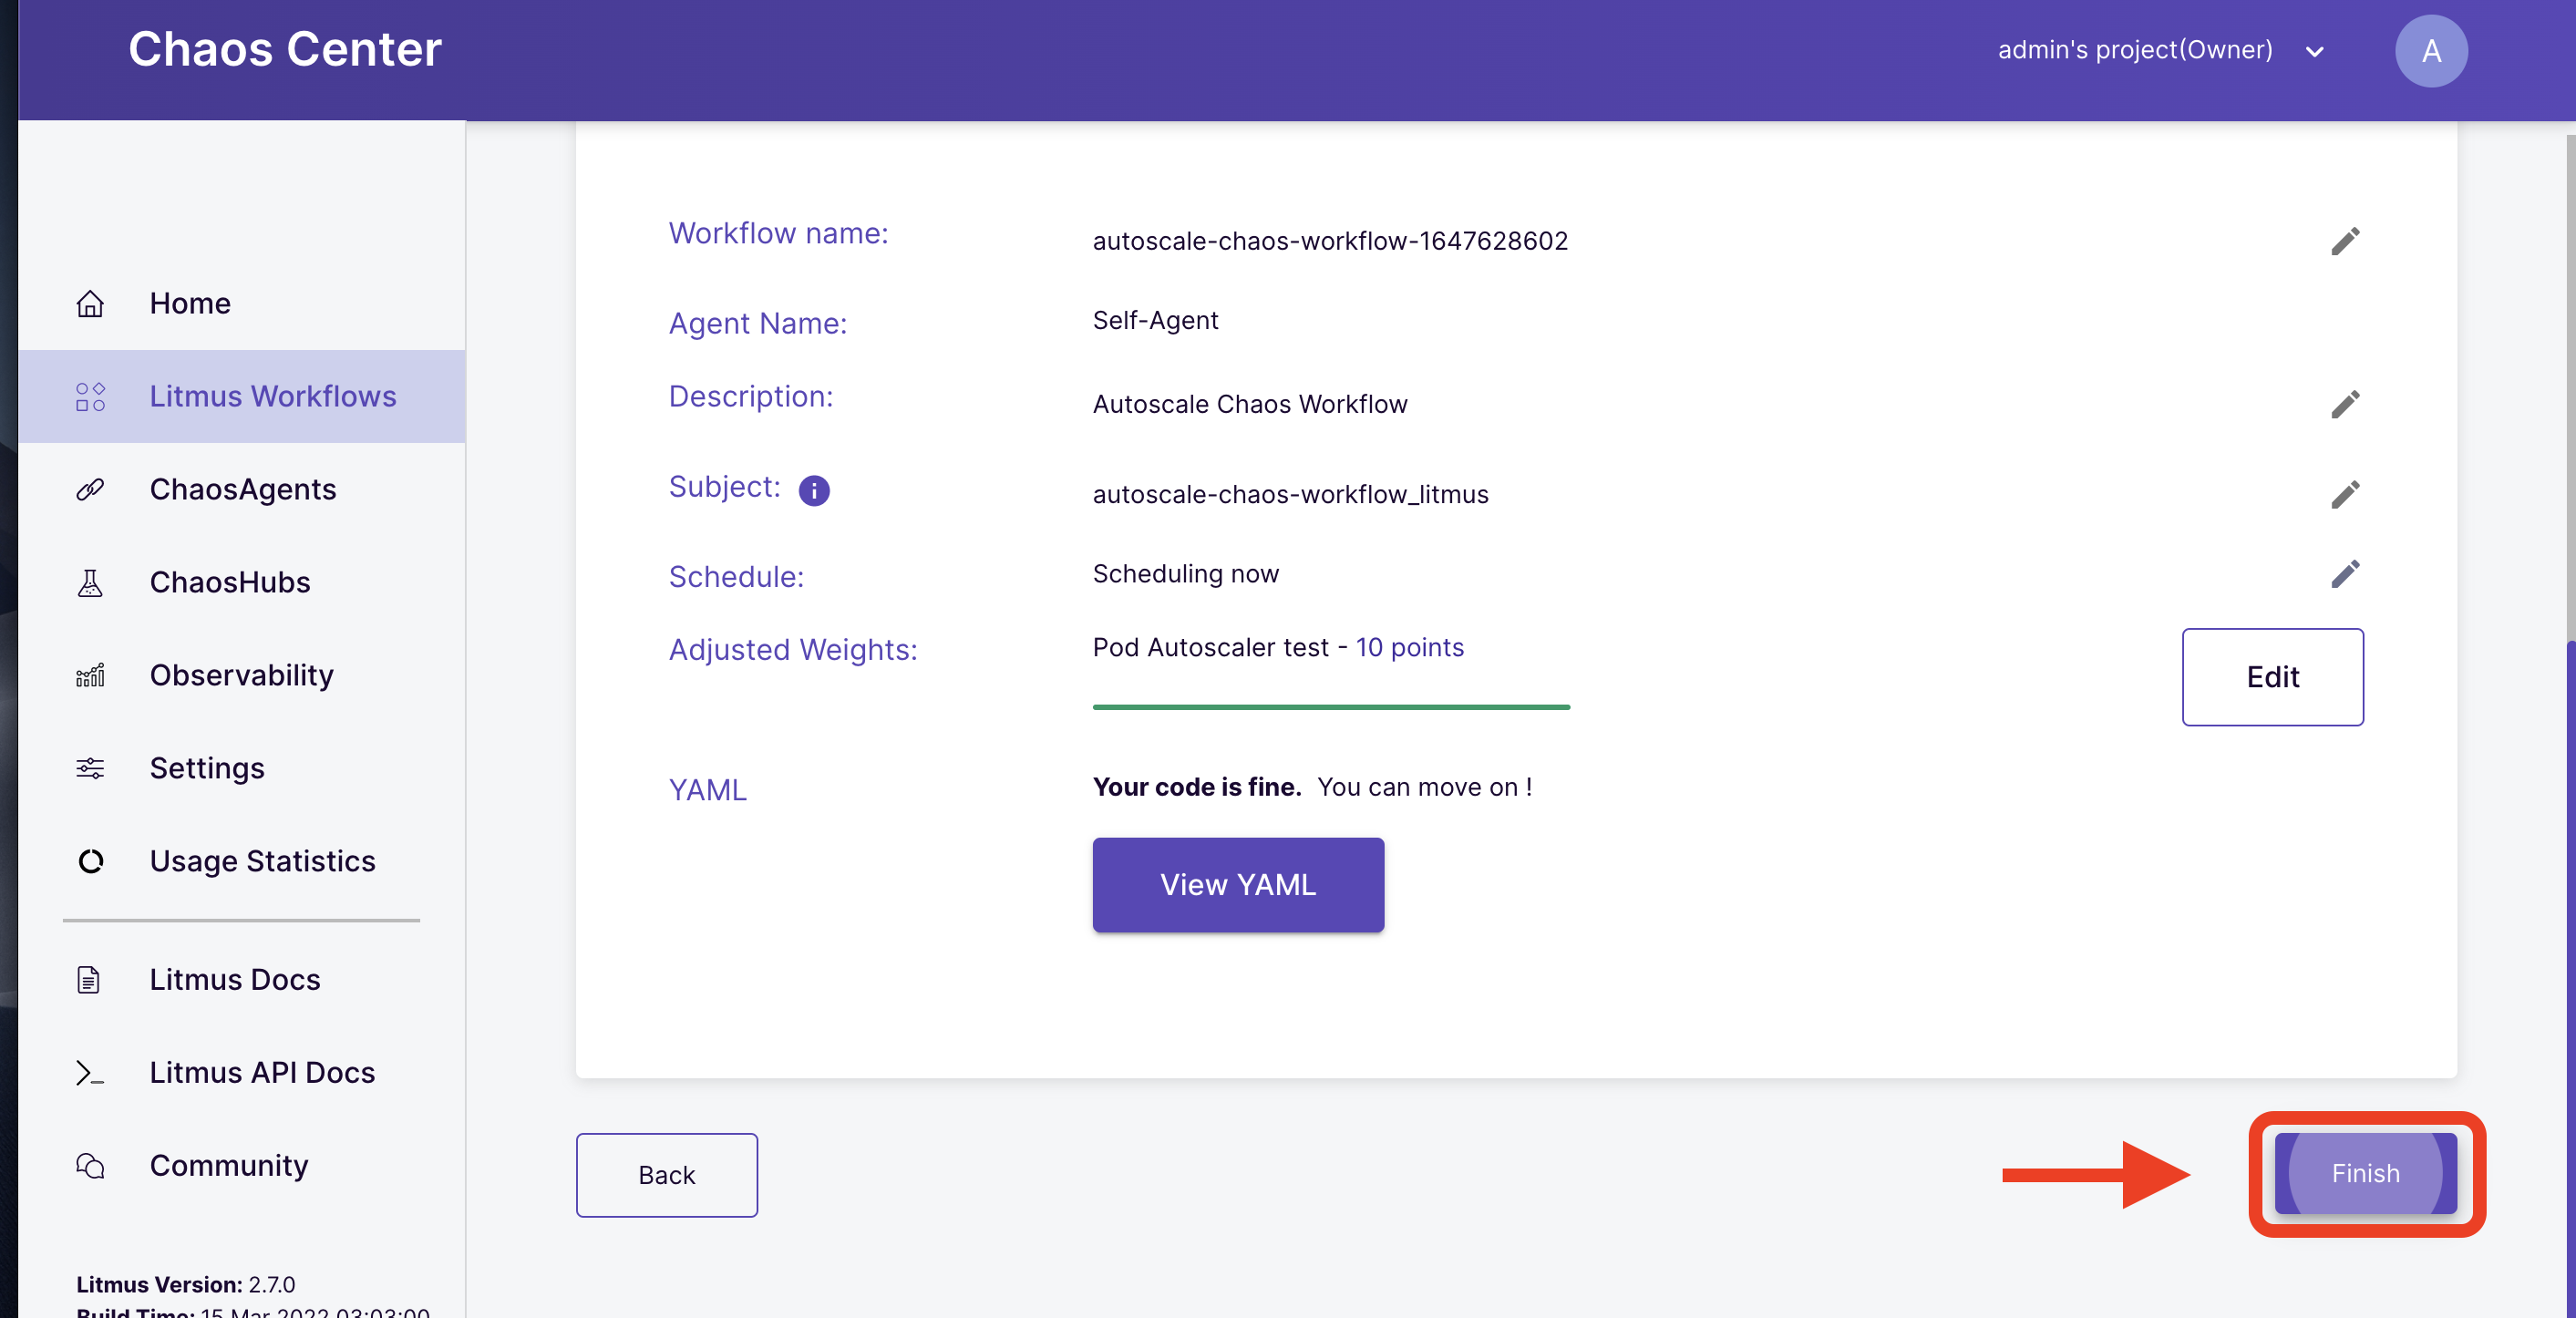 Chaos Center
admin's project(Owner)
A
Home
Litmus Workflows
ChaosAgents
ChaosHubs
Observability
Settings
Usage Statistics
Litmus Docs
Litmus API Docs
Community
Litmus Version: 2.7.0
Build Time: 15 Mar 2022 03:03:00
Workflow name: autoscale-chaos-workflow-1647628602
Agent Name: Self-Agent
Description: Autoscale Chaos Workflow
Subject: i autoscale-chaos-workflow_litmus
Schedule: Scheduling now
Adjusted Weights: Pod Autoscaler test - 10 points
Edit
YAML Your code is fine. You can move on !
View YAML
Back
Finish